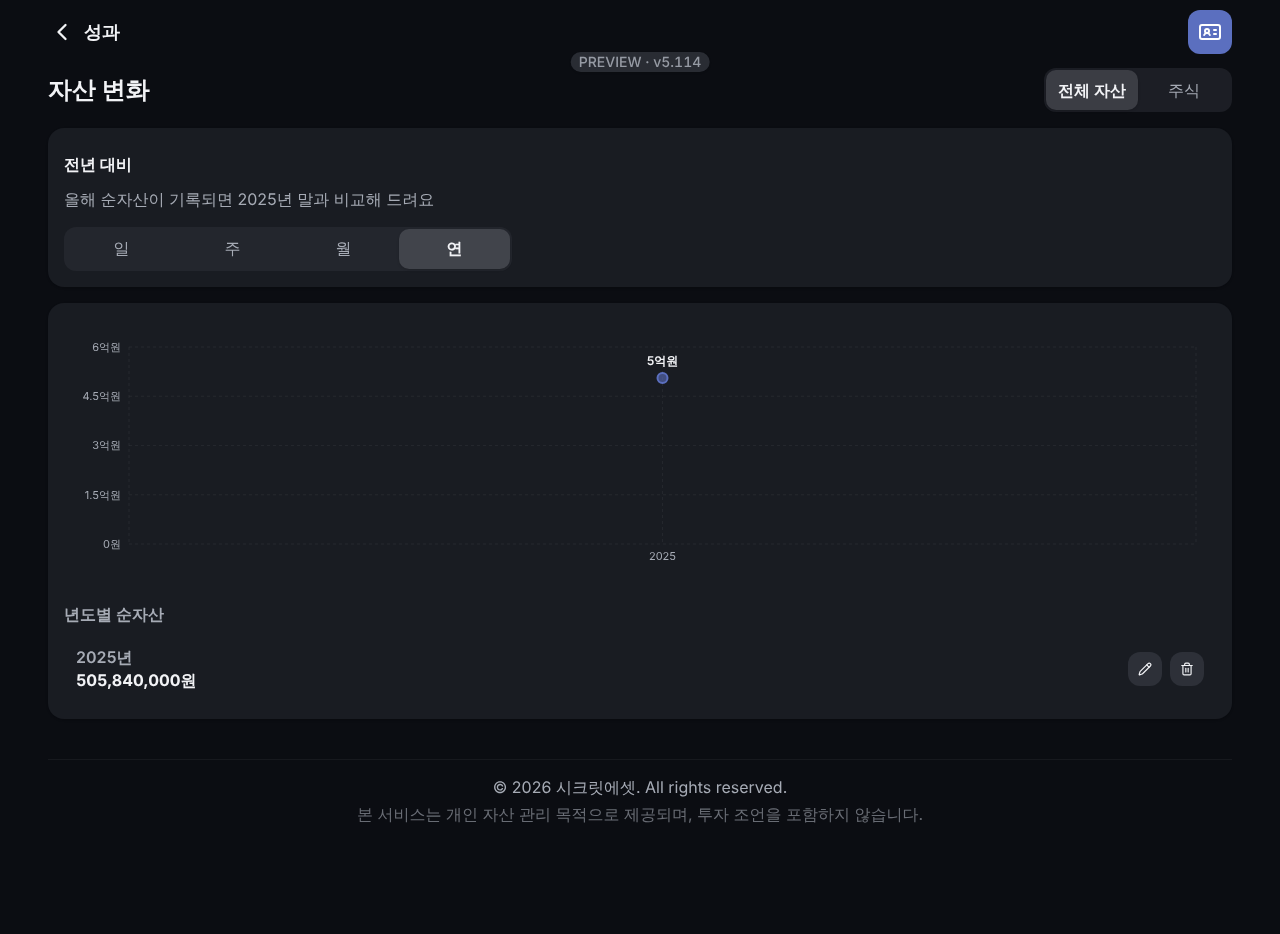 성과
PREVIEW · v5.114
자산 변화
전체 자산 주식
전년 대비
올해 순자산이 기록되면 2025년 말과 비교해 드려요
일 주 월 연
6억원
5억원
4.5억원
3억원
1.5억원
0원
2025
년도별 순자산
2025년
505,840,000원
© 2026 시크릿에셋. All rights reserved.
본 서비스는 개인 자산 관리 목적으로 제공되며, 투자 조언을 포함하지 않습니다.